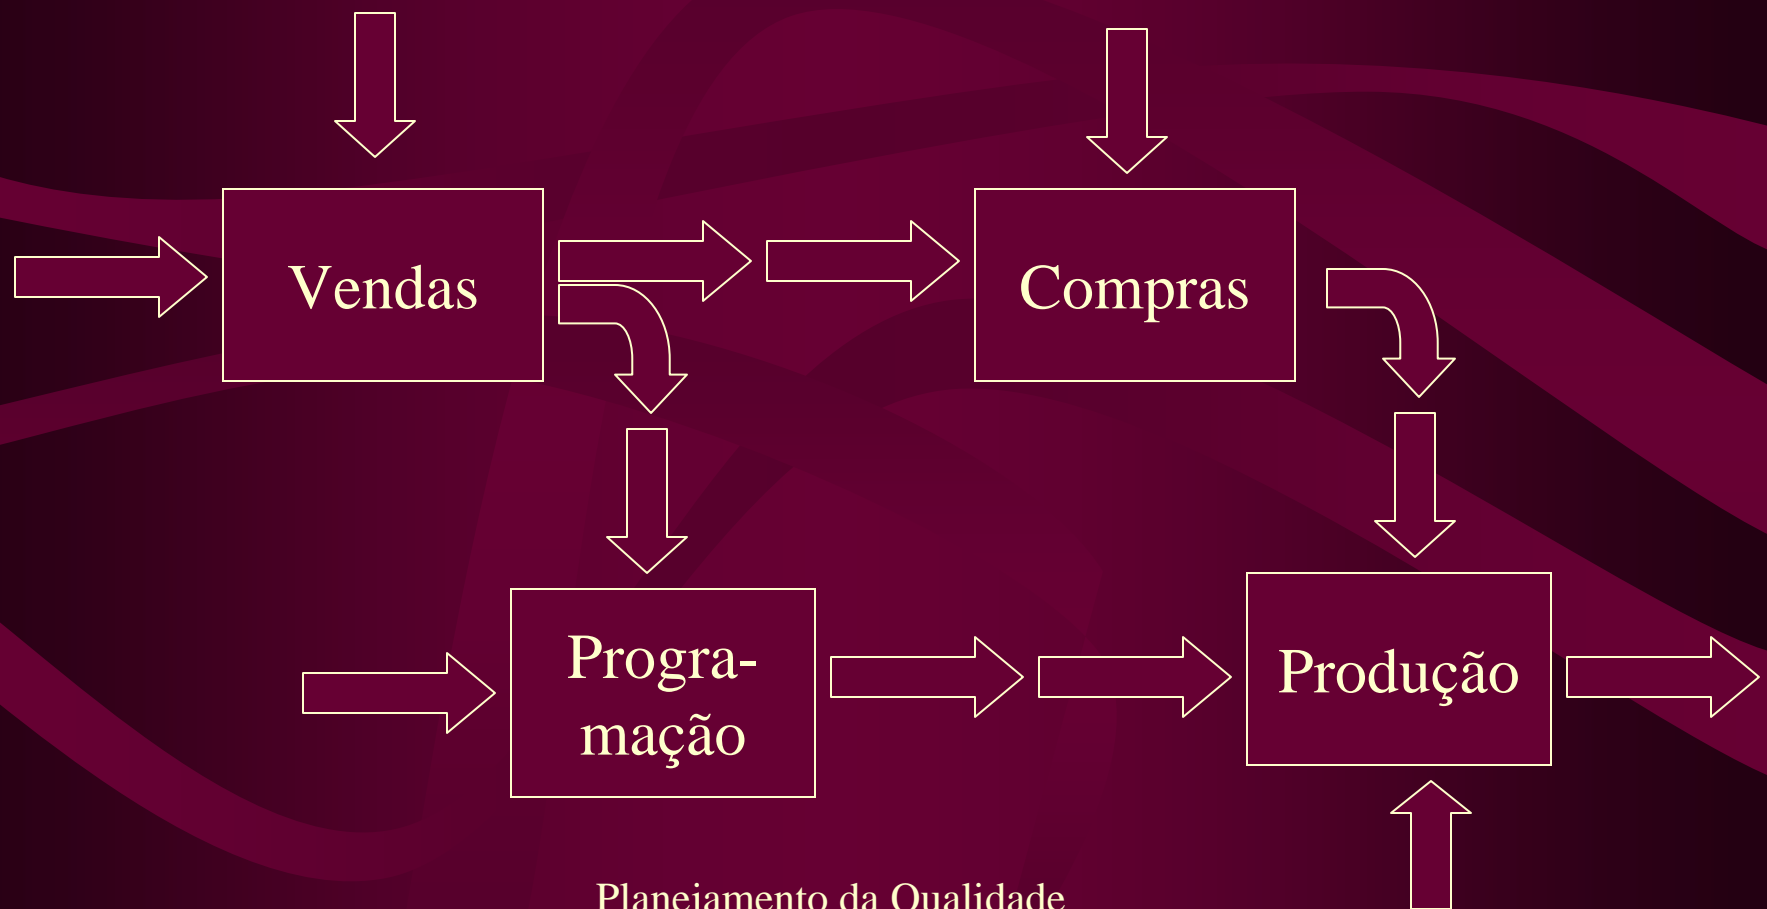 Vendas
Compras
Progra-
mação
Produção
Planejamento da Qualidade